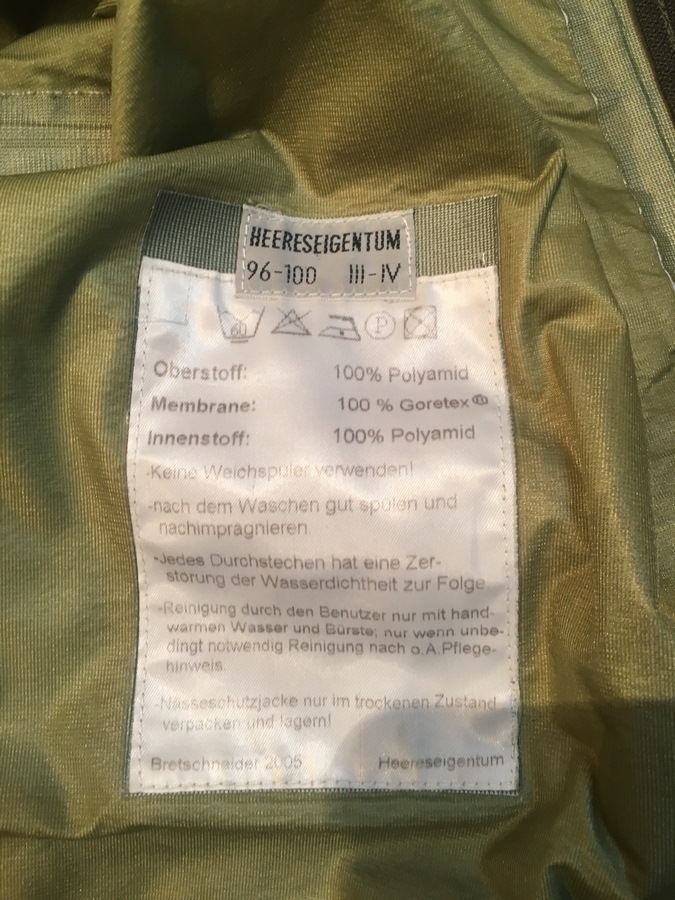 HEERESEIGENTUM
96-100 III-IV
60 P
Oberstoff: 100% Polyamid
Membrane: 100 % Goretex®
Innenstoff: 100% Polyamid
-Keine Weichspüler verwenden!
-nach dem Waschen gut spülen und
nachimprägnieren.
-Jedes Durchstechen hat eine Zer-
störung der Wasserdichtheit zur Folge
-Reinigung durch den Benutzer nur mit hand-
warmen Wasser und Bürste; nur wenn unbe-
dingt notwendig Reinigung nach o.A.Pflege-
hinweis.
-Nässeschutzjacke nur im trockenen Zustand
verpacken und lagern!
Bretschneider 2005 Heereseigentum